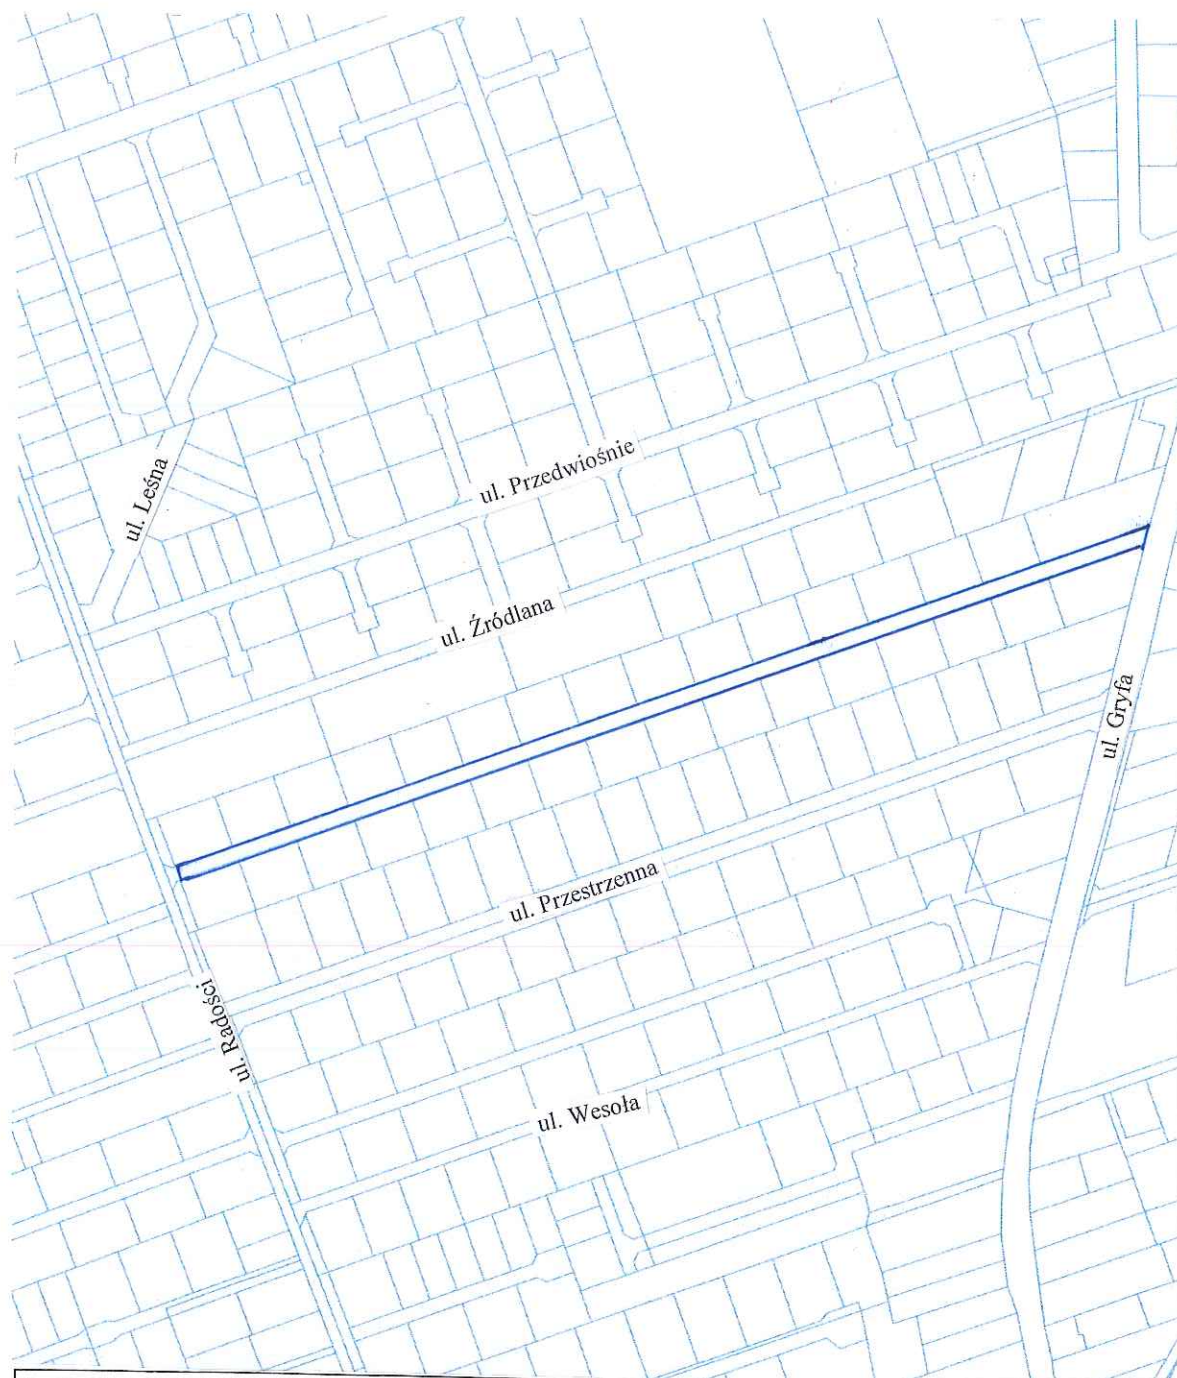 ul. Przedwiośnie
ul. Leśna
ul. Źródlana
ul. Gryfa
ul. Przestrzenna
ul. Radości
ul. Wesoła